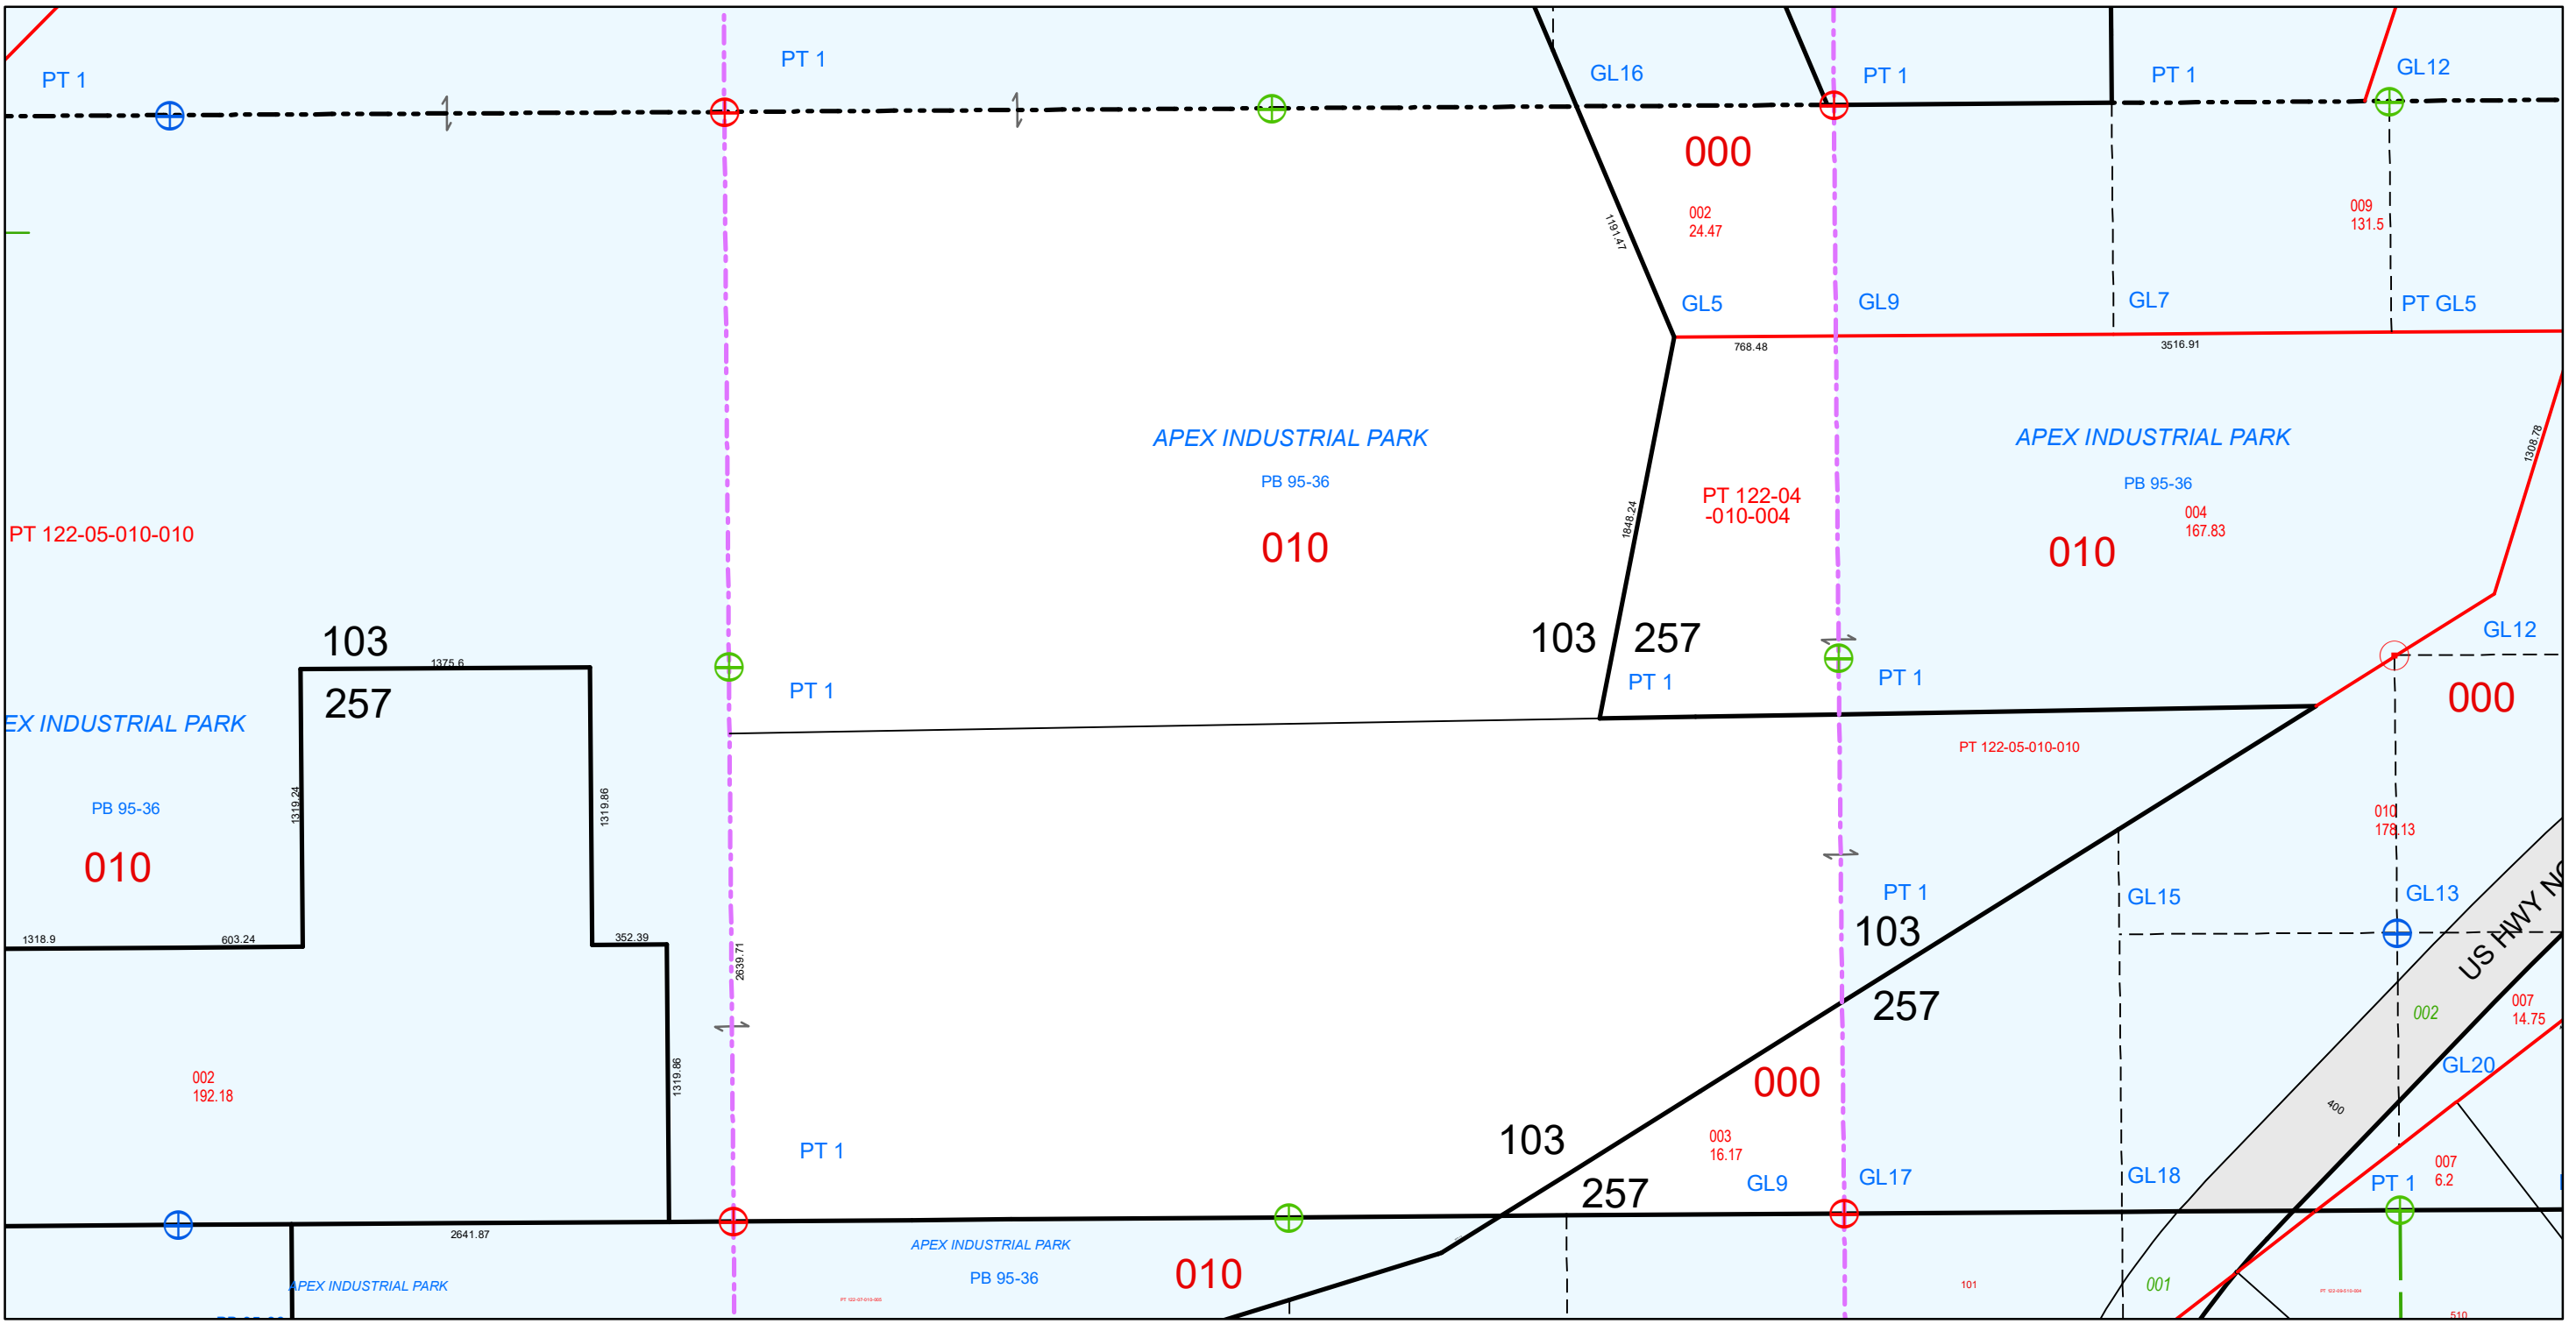 PT 1
PT 1
GL16
PT 1
PT 1
GL12
000
002
24.47
009
131.5
1191.47
GL5
GL9
GL7
PT GL5
768.48
3516.91
APEX INDUSTRIAL PARK
PB 95-36
010
APEX INDUSTRIAL PARK
PB 95-36
004
167.83
010
1308.78
PT 122-04
-010-004
1848.24
PT 122-05-010-010
103
1375.6
257
103
257
PT 1
PT 1
PT 1
GL12
000
EX INDUSTRIAL PARK
PB 95-36
010
1319.24
1319.86
PT 122-05-010-010
010
178.13
PT 1
GL15
GL13
103
257
1318.9
603.24
352.39
2639.71
US HWY
002
007
14.75
GL20
002
192.18
1319.86
000
003
16.17
400
103
257
PT 1
GL9
GL17
GL18
PT 1
007
6.2
2641.87
APEX INDUSTRIAL PARK
PB 95-36
010
APEX INDUSTRIAL PARK
101
001
510